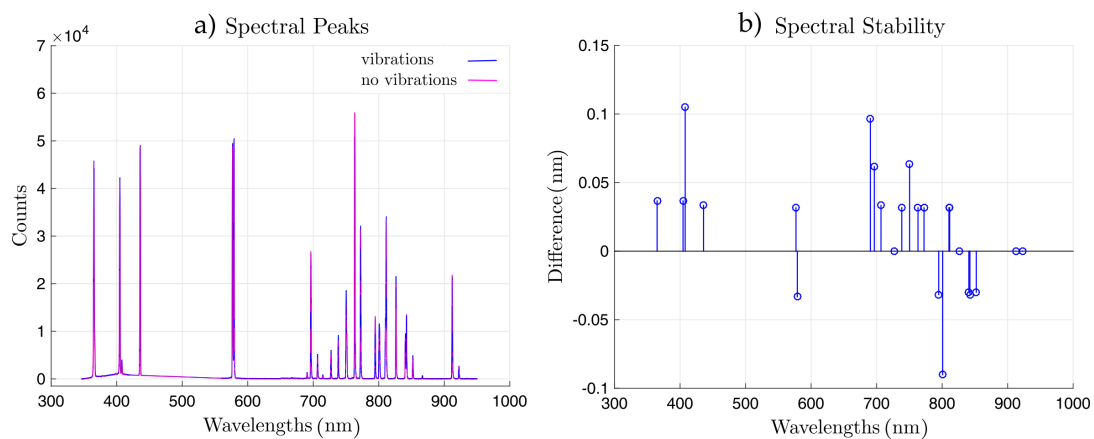 a) Spectral Peaks
×10^4
7
6
5
4
3
2
1
0
300 400 500 600 700 800 900 1000
Counts
Wavelengths (nm)
vibrations
no vibrations
b) Spectral Stability
0.15
0.1
0.05
0
-0.05
-0.1
300 400 500 600 700 800 900 1000
Difference (nm)
Wavelengths (nm)